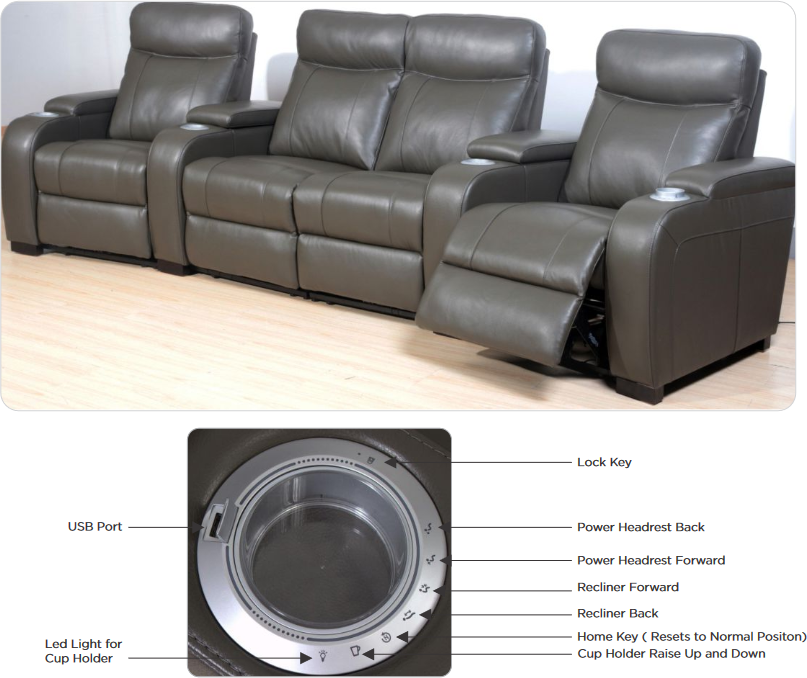 Lock Key
USB Port
Power Headrest Back
Power Headrest Forward
Recliner Forward
Recliner Back
Home Key ( Resets to Normal Positon)
Led Light for
Cup Holder
Cup Holder Raise Up and Down